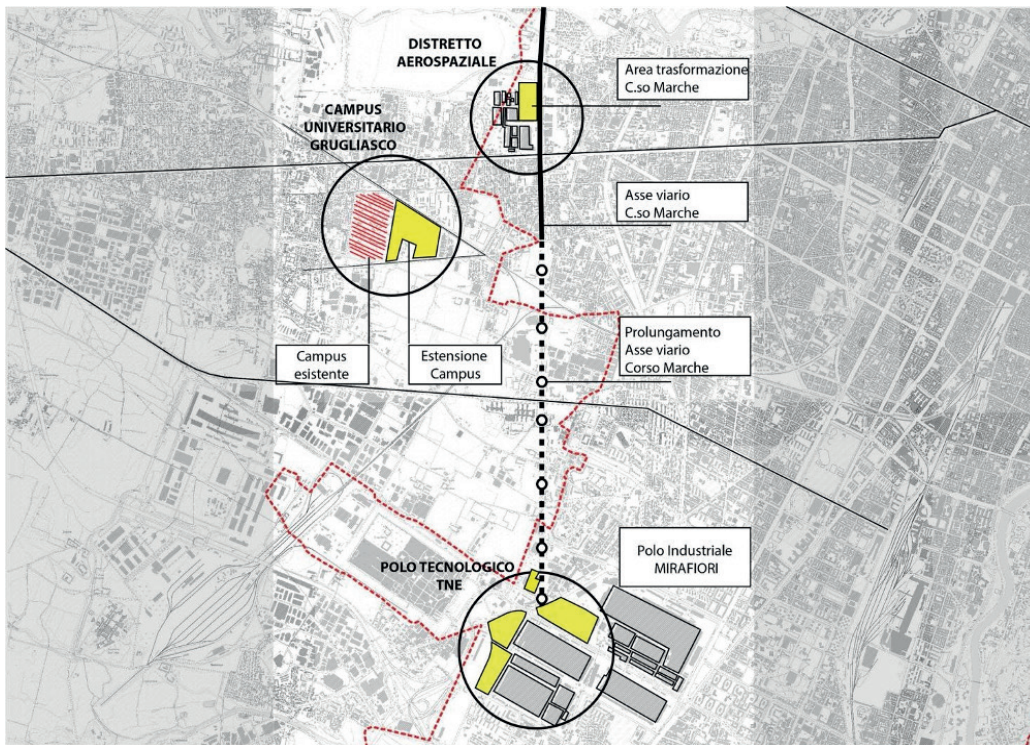 DISTRETTO
AEROSPAZIALE
Area trasformazione
C.so Marche
CAMPUS
UNIVERSITARIO
GRUGLIASCO
Asse viario
C.so Marche
Campus
esistente
Estensione
Campus
Prolungamento
Asse viario
Corso Marche
POLO TECNOLOGICO
TNE
Polo Industriale
MIRAFIORI